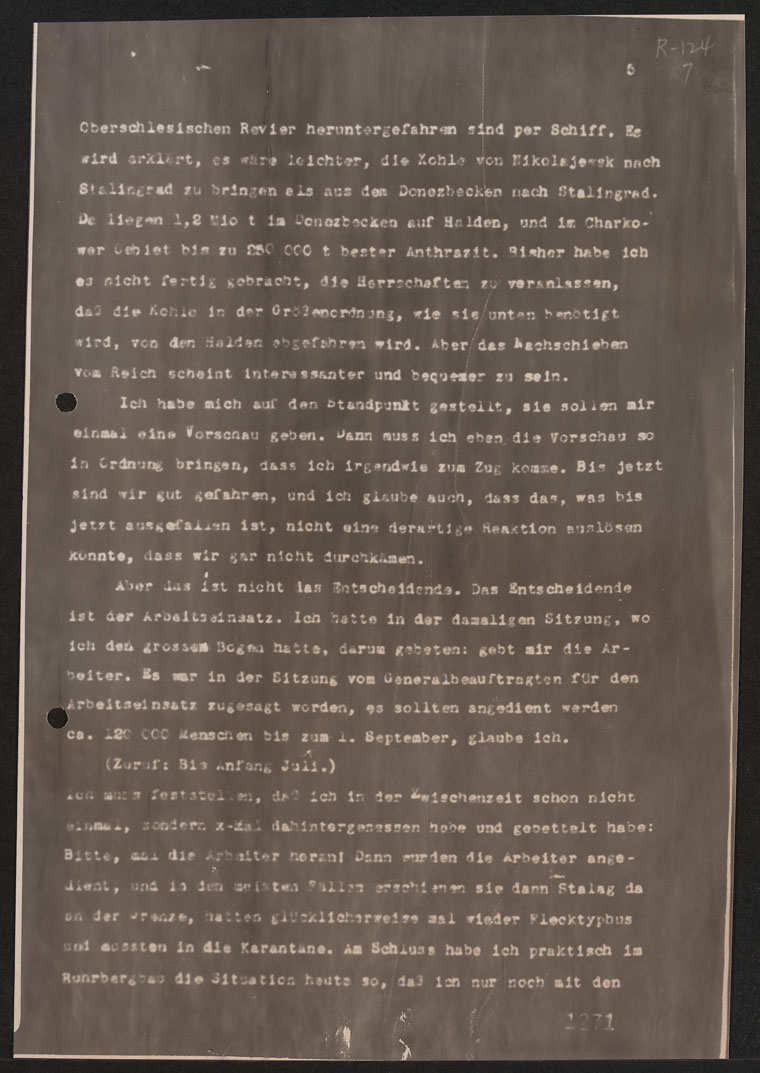 R-124
7
6
Oberschlesischen Revier heruntergefahren sind per Schiff. Es
wird erklärt, es wäre leichter, die Kohle von Nikolajewsk nach
Stalingrad zu bringen als aus dem Donezbecken nach Stalingrad.
Da liegen 1,2 Mio t im Donezbecken auf Halden, und im Charko-
wer Gebiet bis zu 250 000 t bester Anthrazit. Bisher habe ich
es nicht fertig gebracht, die Herrschaften zu veranlassen,
daß die Kohle in der Größenordnung, wie sie unten benötigt
wird, von den Halden abgefahren wird. Aber das Nachschieben
vom Reich scheint interessanter und bequemer zu sein.
Ich habe mich auf den Standpunkt gestellt, sie sollen mir
einmal eine Vorschau geben. Dann muss ich eben die Vorschau so
in Ordnung bringen, dass ich irgendwie zum Zug komme. Bis jetzt
sind wir gut gefahren, und ich glaube auch, dass das, was bis
jetzt ausgefallen ist, nicht eine derartige Reaktion auslösen
könnte, dass wir gar nicht durchkämen.
Aber das ist nicht das Entscheidende. Das Entscheidende
ist der Arbeitseinsatz. Ich hatte in der damaligen Sitzung, wo
ich den grossen Bogen hatte, darum gebeten: gebt mir die Ar-
beiter. Es war in der Sitzung vom Generalbeauftragten für den
Arbeitseinsatz zugesagt worden, es sollten angedient werden
ca. 120 000 Menschen bis zum 1. September, glaube ich.
(Zuruf: Bis Anfang Juli.)
Ich muss feststellen, daß ich in der Zwischenzeit schon nicht
einmal, sondern x-Mal dahintergesessen habe und gebettelt habe:
Bitte, mal die Arbeiter heran! Dann wurden die Arbeiter ange-
dient, und in den meisten Fällen erschienen sie dann Stalag da
an der Grenze, hatten glücklicherweise mal wieder Flecktyphus
und mussten in die Karantäne. Am Schluss habe ich praktisch im
Ruhrbergbau die Situation heute so, daß ich nur noch mit den
1271